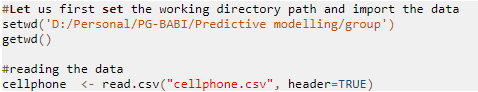 #Let us first set the working directory path and import the data
setwd('D:/Personal/PG-BABI/Predictive modelling/group')
getwd()
#reading the data
cellphone  <- read.csv("cellphone.csv", header=TRUE)